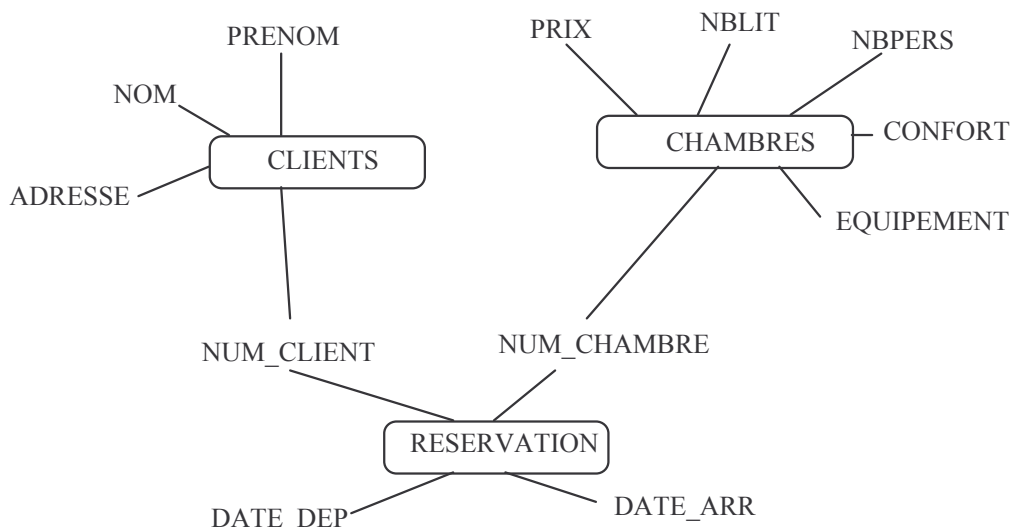 PRENOM
PRIX
NBLIT
NBPERS
NOM
CLIENTS
CHAMBRES
CONFORT
ADRESSE
EQUIPEMENT
NUM_CLIENT
NUM_CHAMBRE
RESERVATION
DATE_DEP
DATE_ARR